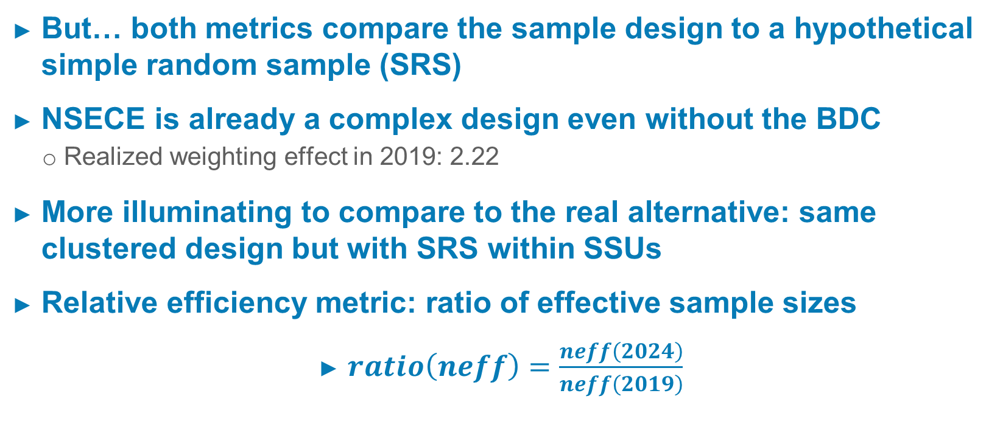 ► But… both metrics compare the sample design to a hypothetical
simple random sample (SRS)
► NSECE is already a complex design even without the BDC
○ Realized weighting effect in 2019: 2.22
► More illuminating to compare to the real alternative: same
clustered design but with SRS within SSUs
► Relative efficiency metric: ratio of effective sample sizes
► ratio(neff) = neff(2024) / neff(2019)